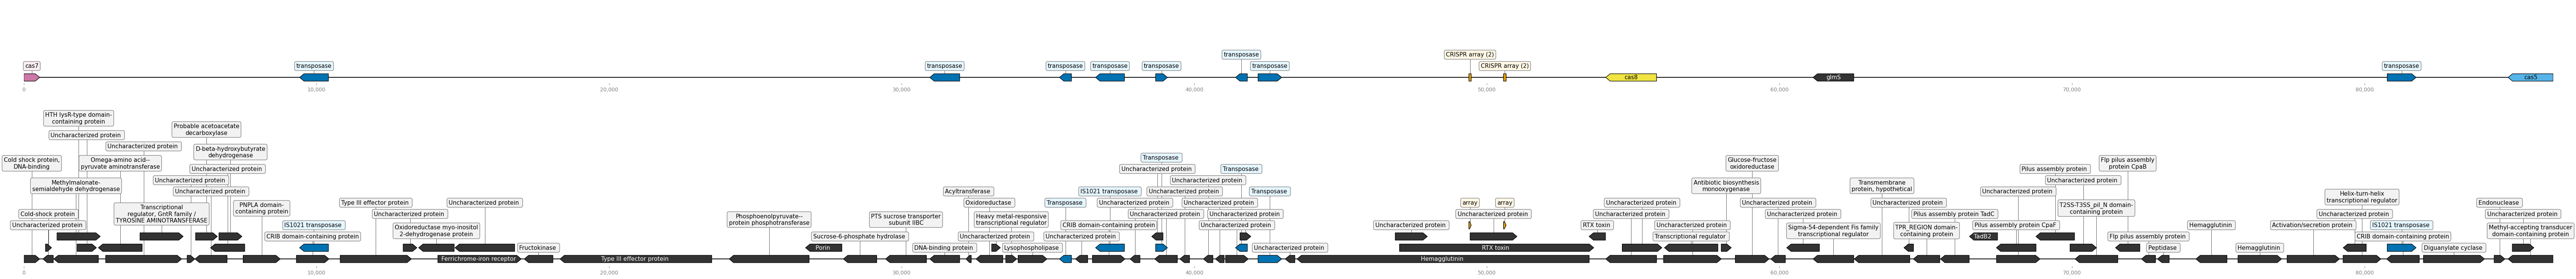 cas7
transposase
transposase
transposase
transposase
transposase
transposase
transposase
CRISPR array (2)
CRISPR array (2)
cas8
glmS
transposase
cas5
0
10,000
20,000
30,000
40,000
50,000
60,000
70,000
80,000
HTH lysR-type domain-
containing protein
Uncharacterized protein
Uncharacterized protein
Cold shock protein,
DNA-binding
Omega-amino acid--
pyruvate aminotransferase
Methylmalonate-
semialdehyde dehydrogenase
Cold-shock protein
Uncharacterized protein
Transcriptional
regulator, GntR family /
TYROSINE AMINOTRANSFERASE
Probable acetoacetate
decarboxylase
D-beta-hydroxybutyrate
dehydrogenase
Uncharacterized protein
Uncharacterized protein
Uncharacterized protein
PNPLA domain-
containing protein
IS1021 transposase
CRIB domain-containing protein
Type III effector protein
Uncharacterized protein
Oxidoreductase myo-inositol
2-dehydrogenase protein
Uncharacterized protein
Ferrichrome-iron receptor
Fructokinase
Type III effector protein
Phosphoenolpyruvate--
protein phosphotransferase
Porin
Sucrose-6-phosphate hydrolase
PTS sucrose transporter
subunit IIBC
DNA-binding protein
Acyltransferase
Oxidoreductase
Heavy metal-responsive
transcriptional regulator
Uncharacterized protein
Lysophospholipase
Transposase
Uncharacterized protein
CRIB domain-containing protein
IS1021 transposase
Uncharacterized protein
Transposase
Uncharacterized protein
Uncharacterized protein
Uncharacterized protein
Uncharacterized protein
Uncharacterized protein
Transposase
Transposase
Uncharacterized protein
Uncharacterized protein
Uncharacterized protein
Hemagglutinin
Uncharacterized protein
array
array
Uncharacterized protein
RTX toxin
RTX toxin
Uncharacterized protein
Uncharacterized protein
Uncharacterized protein
Transcriptional regulator
Antibiotic biosynthesis
monooxygenase
Glucose-fructose
oxidoreductase
Uncharacterized protein
Uncharacterized protein
Sigma-54-dependent Fis family
transcriptional regulator
Transmembrane
protein, hypothetical
Uncharacterized protein
Pilus assembly protein TadC
TPR_REGION domain-
containing protein
TadB2
Pilus assembly protein CpaF
Uncharacterized protein
Pilus assembly protein
Uncharacterized protein
T2SS-T3SS_pil_N domain-
containing protein
Flp pilus assembly
protein CpaB
Flp pilus assembly protein
Peptidase
Hemagglutinin
Hemagglutinin
Activation/secretion protein
Helix-turn-helix
transcriptional regulator
Uncharacterized protein
CRIB domain-containing protein
IS1021 transposase
Diguanylate cyclase
Endonuclease
Uncharacterized protein
Methyl-accepting transducer
domain-containing protein
0
10,000
20,000
30,000
40,000
50,000
60,000
70,000
80,000